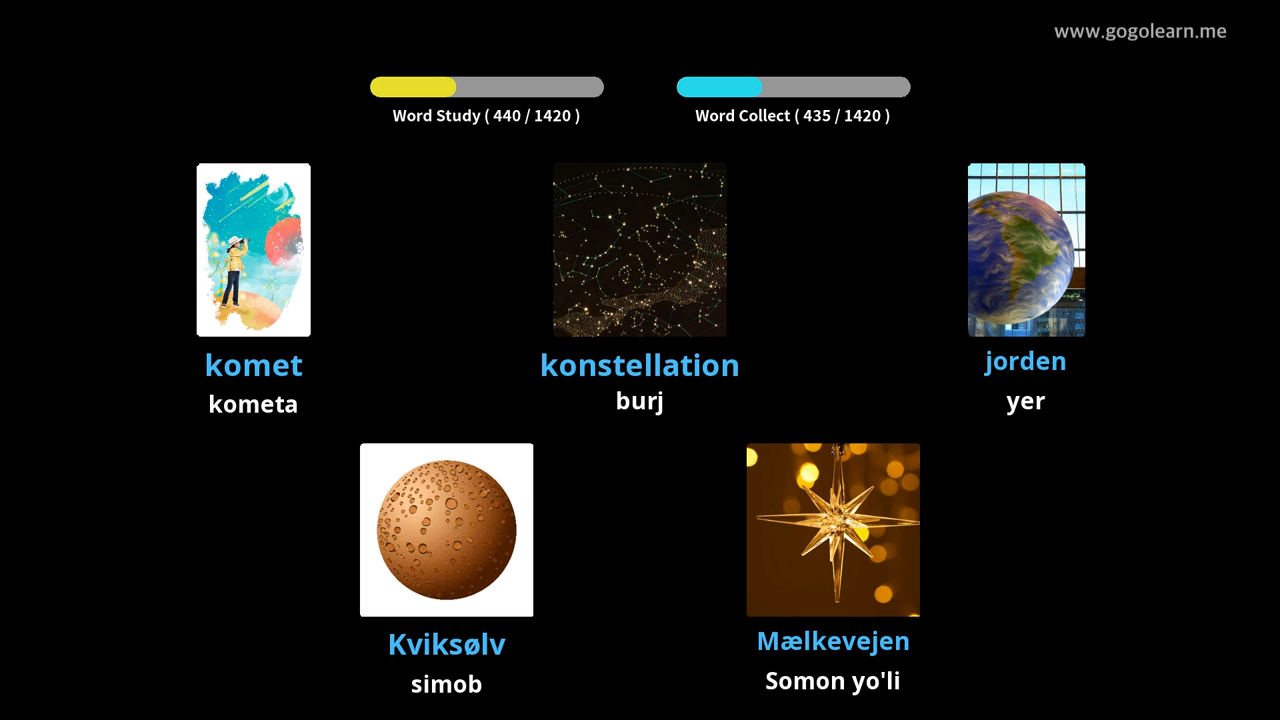 www.gogolearn.me
Word Study ( 440 / 1420 )
Word Collect ( 435 / 1420 )
komet
kometa
konstellation
burj
jorden
yer
Kviksølv
simob
Mælkevejen
Somon yo'li